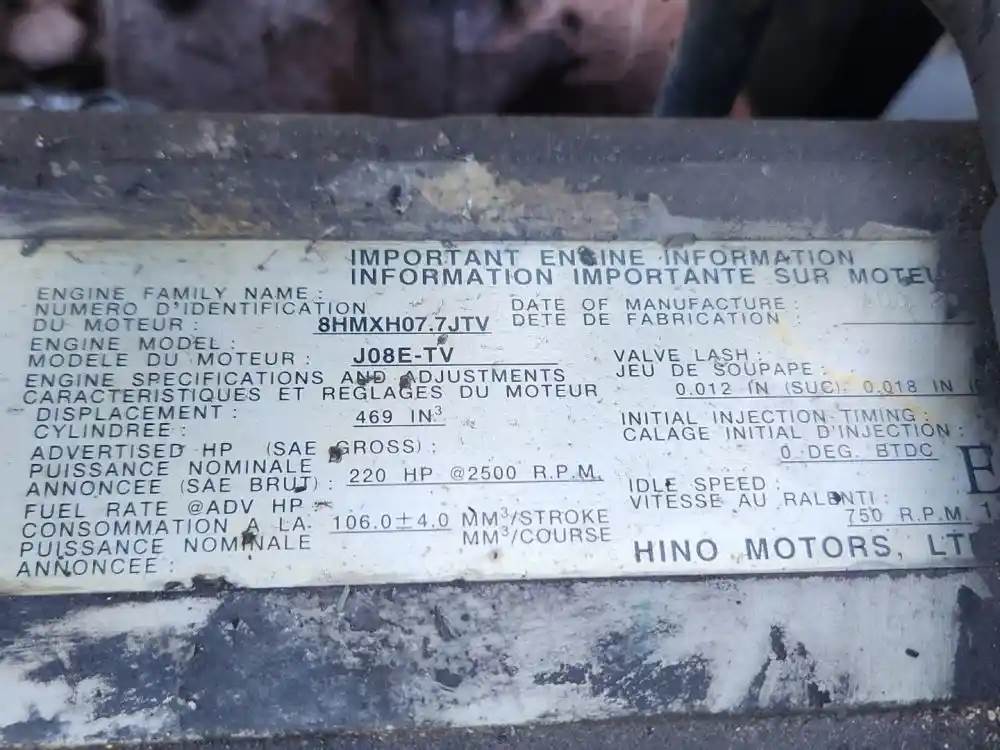 IMPORTANT ENGINE INFORMATION
INFORMATION IMPORTANTE SUR MOTEU
ENGINE FAMILY NAME :
NUMERO D'IDENTIFICATION
DU MOTEUR : 8HMXH07.7JTV
DATE OF MANUFACTURE :
DETE DE FABRICATION :
ENGINE MODEL :
MODELE DU MOTEUR : J08E-TV
VALVE LASH :
JEU DE SOUPAPE :
0.012 IN (SUC). 0.018 IN (
ENGINE SPECIFICATIONS AND ADJUSTMENTS
CARACTERISTIQUES ET REGLAGES DU MOTEUR
DISPLACEMENT :
CYLINDREE : 469 IN³
INITIAL INJECTION TIMING :
CALAGE INITIAL D'INJECTION :
0 DEG. BTDC
ADVERTISED HP (SAE GROSS) :
PUISSANCE NOMINALE
ANNONCEE (SAE BRUT) : 220 HP @2500 R.P.M.
IDLE SPEED :
VITESSE AU RALENTI :
750 R.P.M.
FUEL RATE @ADV HP
CONSOMMATION A LA: 106.0±4.0 MM³/STROKE
PUISSANCE NOMINALE MM³/COURSE
ANNONCEE :
E
HINO MOTORS, LT